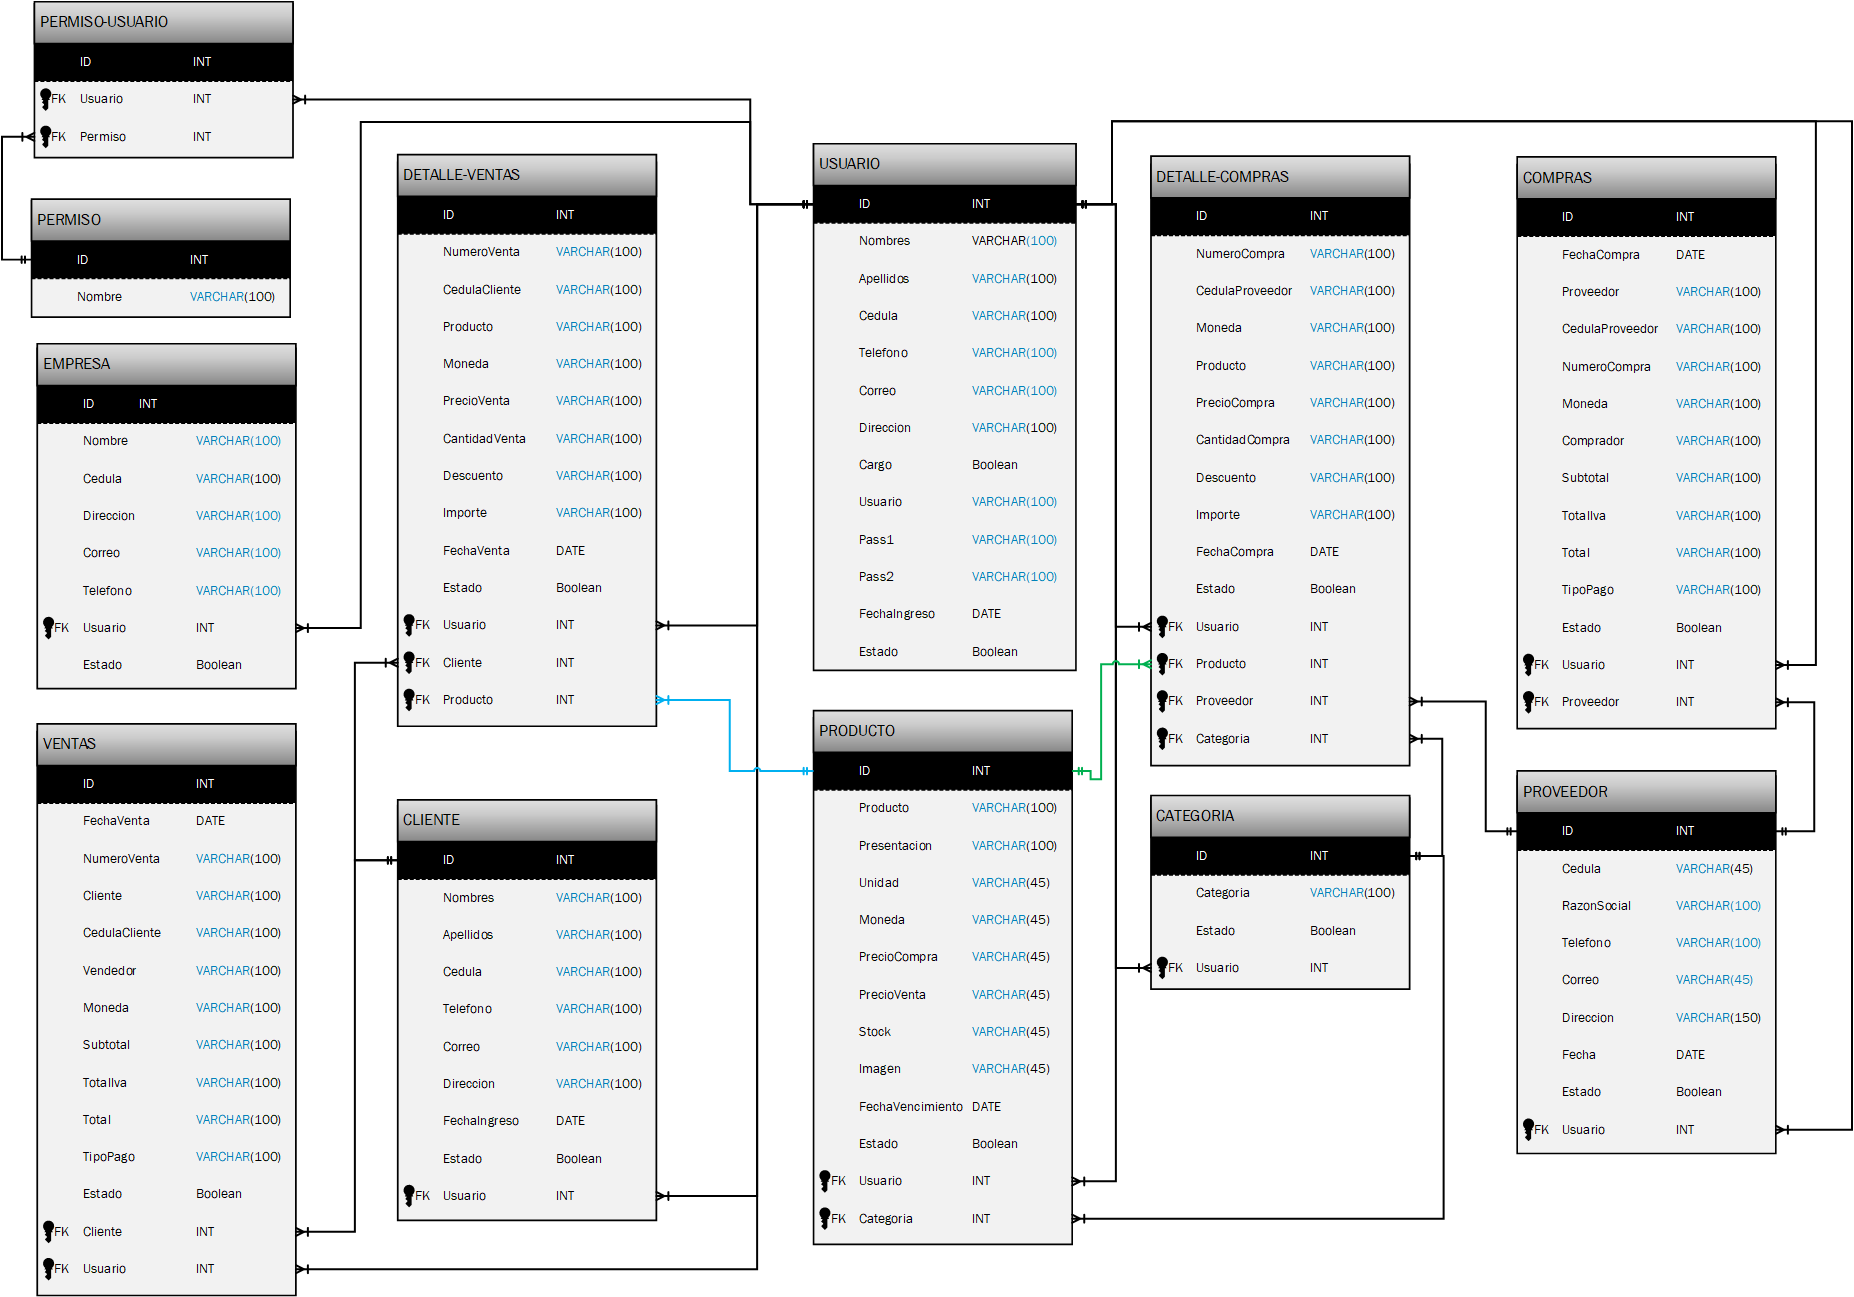 PERMISO-USUARIO
ID INT
FK Usuario INT
FK Permiso INT
PERMISO
ID INT
Nombre VARCHAR(100)
EMPRESA
ID INT
Nombre VARCHAR(100)
Cedula VARCHAR(100)
Direccion VARCHAR(100)
Correo VARCHAR(100)
Telefono VARCHAR(100)
FK Usuario INT
Estado Boolean
VENTAS
ID INT
FechaVenta DATE
NumeroVenta VARCHAR(100)
Cliente VARCHAR(100)
CedulaCliente VARCHAR(100)
Vendedor VARCHAR(100)
Moneda VARCHAR(100)
Subtotal VARCHAR(100)
TotalIva VARCHAR(100)
Total VARCHAR(100)
TipoPago VARCHAR(100)
Estado Boolean
FK Cliente INT
FK Usuario INT
DETALLE-VENTAS
ID INT
NumeroVenta VARCHAR(100)
CedulaCliente VARCHAR(100)
Producto VARCHAR(100)
Moneda VARCHAR(100)
PrecioVenta VARCHAR(100)
CantidadVenta VARCHAR(100)
Descuento VARCHAR(100)
Importe VARCHAR(100)
FechaVenta DATE
Estado Boolean
FK Usuario INT
FK Cliente INT
FK Producto INT
CLIENTE
ID INT
Nombres VARCHAR(100)
Apellidos VARCHAR(100)
Cedula VARCHAR(100)
Telefono VARCHAR(100)
Correo VARCHAR(100)
Direccion VARCHAR(100)
FechaIngreso DATE
Estado Boolean
FK Usuario INT
USUARIO
ID INT
Nombres VARCHAR(100)
Apellidos VARCHAR(100)
Cedula VARCHAR(100)
Telefono VARCHAR(100)
Correo VARCHAR(100)
Direccion VARCHAR(100)
Cargo Boolean
Usuario VARCHAR(100)
Pass1 VARCHAR(100)
Pass2 VARCHAR(100)
FechaIngreso DATE
Estado Boolean
PRODUCTO
ID INT
Producto VARCHAR(100)
Presentacion VARCHAR(100)
Unidad VARCHAR(45)
Moneda VARCHAR(45)
PrecioCompra VARCHAR(45)
PrecioVenta VARCHAR(45)
Stock VARCHAR(45)
Imagen VARCHAR(45)
FechaVencimiento DATE
Estado Boolean
FK Usuario INT
FK Categoria INT
DETALLE-COMPRAS
ID INT
NumeroCompra VARCHAR(100)
CedulaProveedor VARCHAR(100)
Moneda VARCHAR(100)
Producto VARCHAR(100)
PrecioCompra VARCHAR(100)
CantidadCompra VARCHAR(100)
Descuento VARCHAR(100)
Importe VARCHAR(100)
FechaCompra DATE
Estado Boolean
FK Usuario INT
FK Producto INT
FK Proveedor INT
FK Categoria INT
CATEGORIA
ID INT
Categoria VARCHAR(100)
Estado Boolean
FK Usuario INT
COMPRAS
ID INT
FechaCompra DATE
Proveedor VARCHAR(100)
CedulaProveedor VARCHAR(100)
NumeroCompra VARCHAR(100)
Moneda VARCHAR(100)
Comprador VARCHAR(100)
Subtotal VARCHAR(100)
TotalIva VARCHAR(100)
Total VARCHAR(100)
TipoPago VARCHAR(100)
Estado Boolean
FK Usuario INT
FK Proveedor INT
PROVEEDOR
ID INT
Cedula VARCHAR(45)
RazonSocial VARCHAR(100)
Telefono VARCHAR(100)
Correo VARCHAR(45)
Direccion VARCHAR(150)
Fecha DATE
Estado Boolean
FK Usuario INT